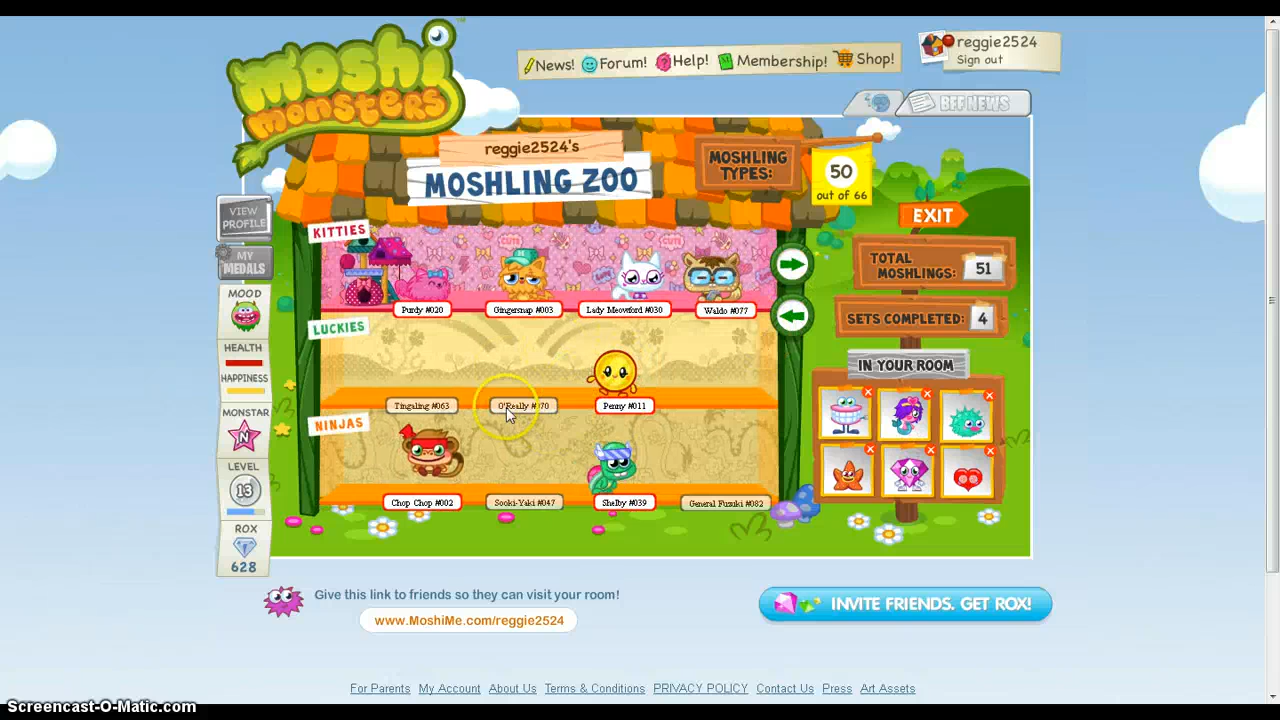 moshi
monsters
News! Forum! Help! Membership! Shop!
reggie2524
Sign out
BFF NEWS
reggie2524's
MOSHLING ZOO
MOSHLING
TYPES:
50
out of 66
EXIT
VIEW
PROFILE
MY
MEDALS
MOOD
HEALTH
HAPPINESS
MONSTAR
N
LEVEL
13
ROX
628
KITTIES
CUTE
CUTE
Purdy #020
Gingersnap #003
Lady Meowford #030
Waldo #077
LUCKIES
Tingaling #063
O'Really #070
Penny #011
NINJAS
Chop Chop #002
Sooki-Yaki #047
Shelby #039
General Fuzuki #082
TOTAL
MOSHLINGS: 51
SETS COMPLETED: 4
IN YOUR ROOM
Give this link to friends so they can visit your room!
www.MoshiMe.com/reggie2524
INVITE FRIENDS. GET ROX!
For Parents My Account About Us Terms & Conditions PRIVACY POLICY Contact Us Press Art Assets
Screencast-O-Matic.com